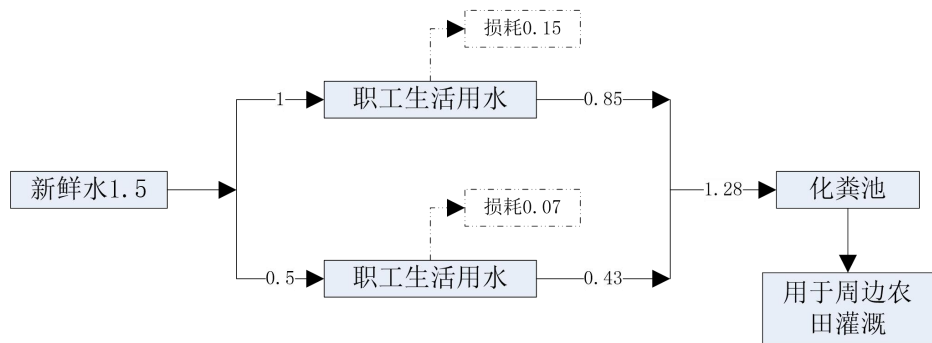 损耗0.15
1
职工生活用水
0.85
新鲜水1.5
损耗0.07
1.28
化粪池
0.5
职工生活用水
0.43
用于周边农
田灌溉